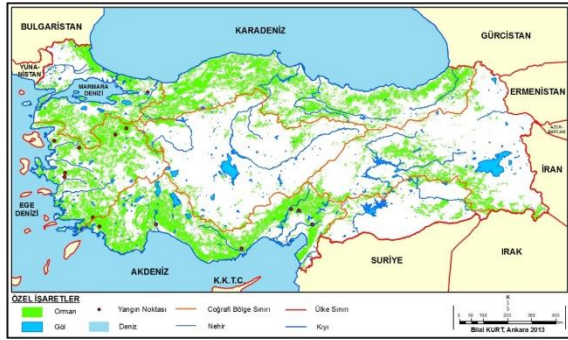 BULGARİSTAN
KARADENİZ
GÜRCİSTAN
YUNA-
NİSTAN
MARMARA
DENİZİ
ERMENİSTAN
AZER-
BAYCAN
İRAN
EGE
DENİZİ
AKDENİZ
K.K.T.C.
SURİYE
IRAK
ÖZEL İŞARETLER
Orman
Yangın Noktası
Coğrafi Bölge Sınırı
Ülke Sınırı
Göl
Deniz
Nehir
Kıyı
K
0
100
200
300
400
Bilal KURT, Ankara 2013